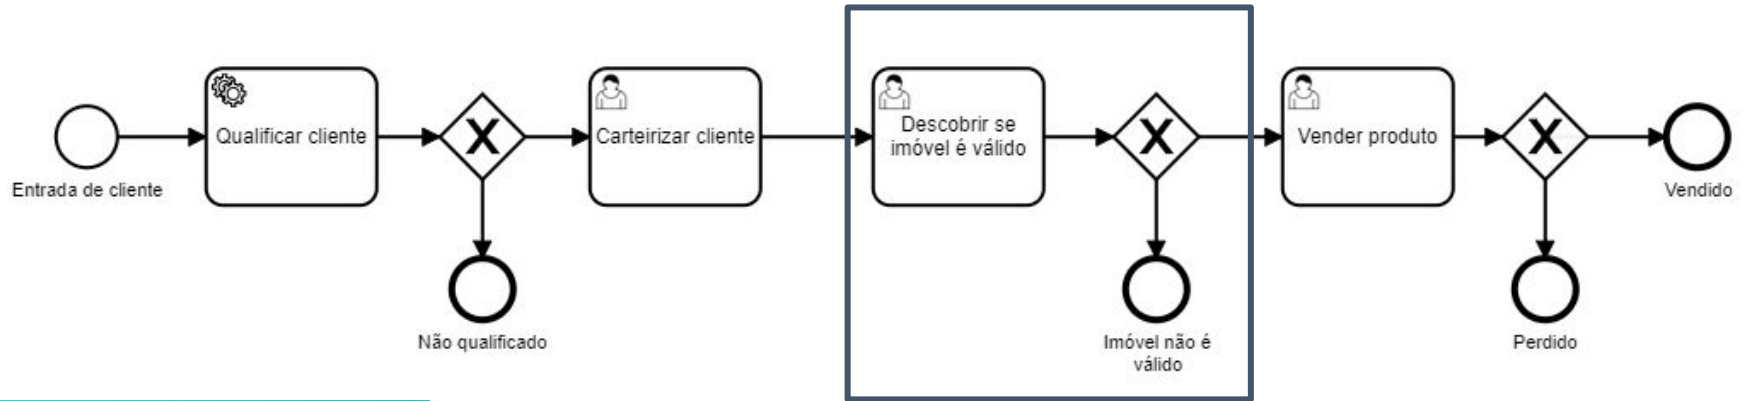 Entrada de cliente
Qualificar cliente
Não qualificado
Carteirizar cliente
Descobrir se
imóvel é válido
Imóvel não é
válido
Vender produto
Perdido
Vendido